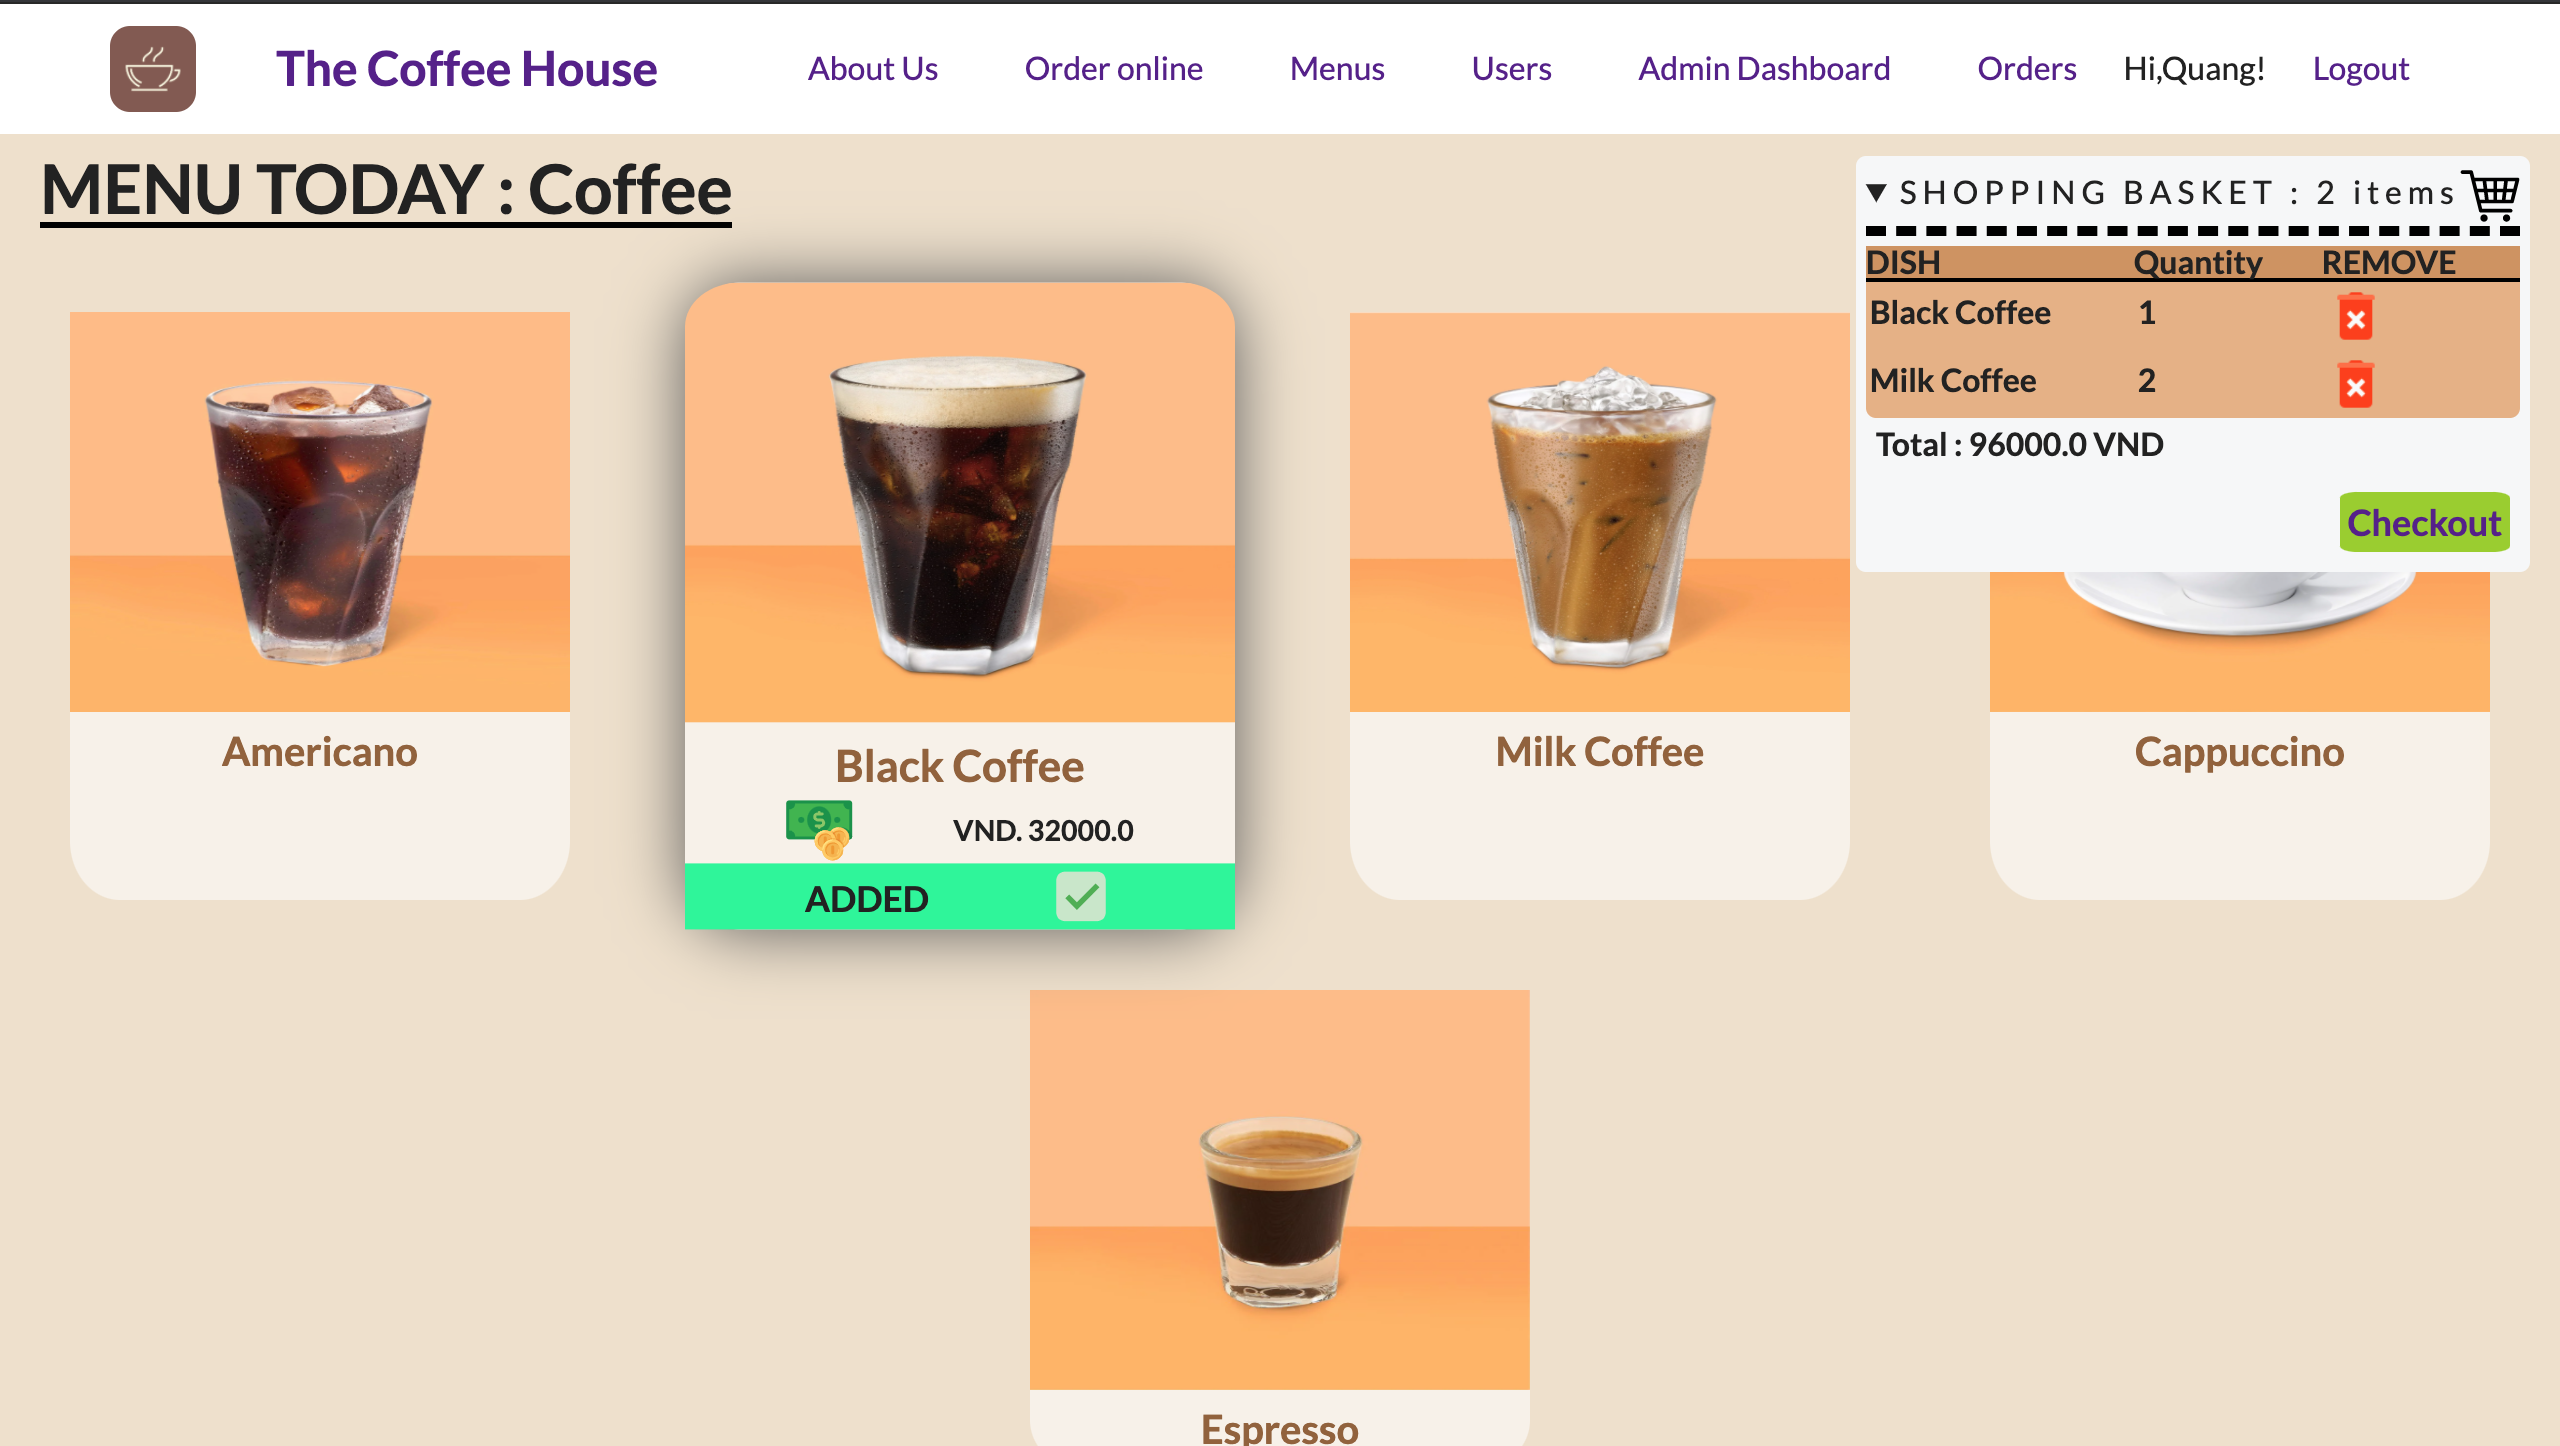 The Coffee House About Us Order online Menus Users Admin Dashboard Orders Hi,Quang! Logout
MENU TODAY : Coffee
▼ SHOPPING BASKET : 2 items
DISH Quantity REMOVE
Black Coffee 1
Milk Coffee 2
Total : 96000.0 VND
Checkout
Americano
Black Coffee
VND. 32000.0
ADDED
Milk Coffee
Cappuccino
Espresso